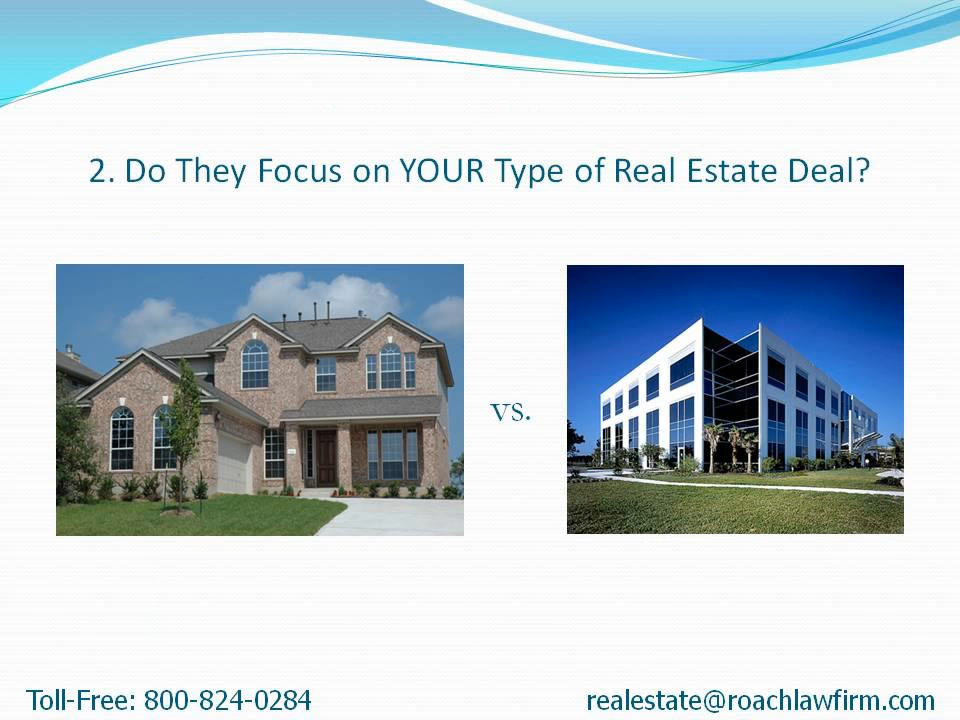 2. Do They Focus on YOUR Type of Real Estate Deal?
vs.
Toll-Free: 800-824-0284
realestate@roachlawfirm.com